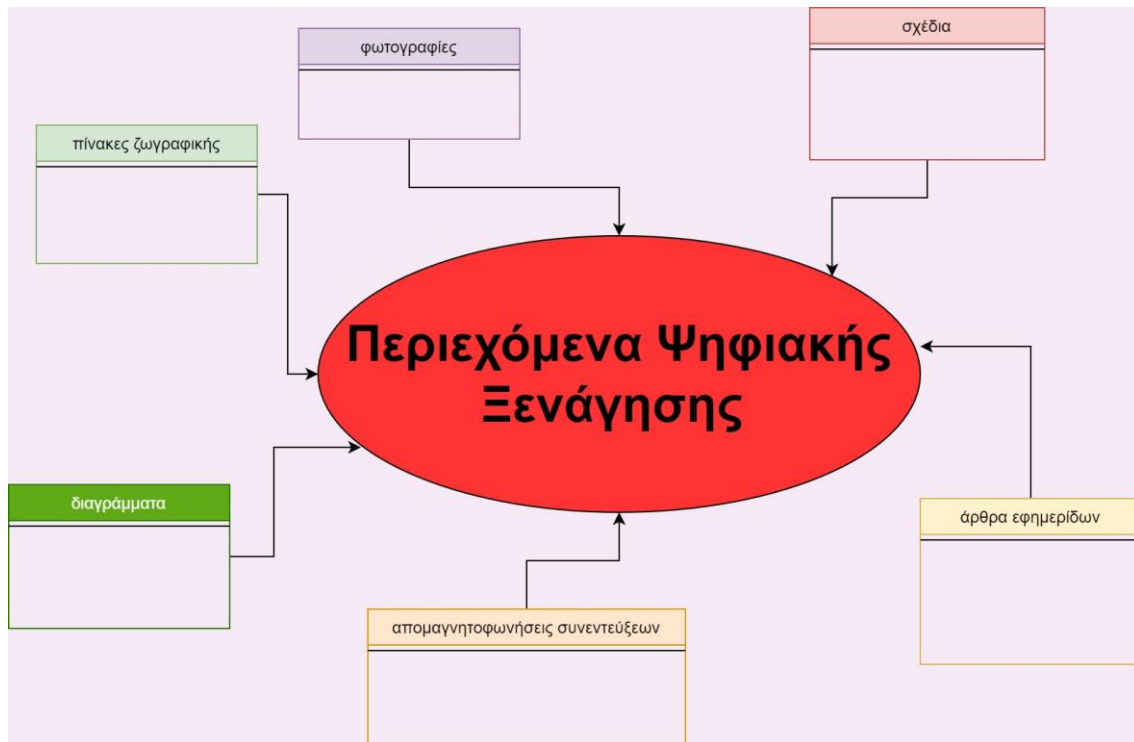 σχέδια
φωτογραφίες
πίνακες ζωγραφικής
Περιεχόμενα Ψηφιακής
Ξενάγησης
διαγράμματα
άρθρα εφημερίδων
απομαγνητοφωνήσεις συνεντεύξεων